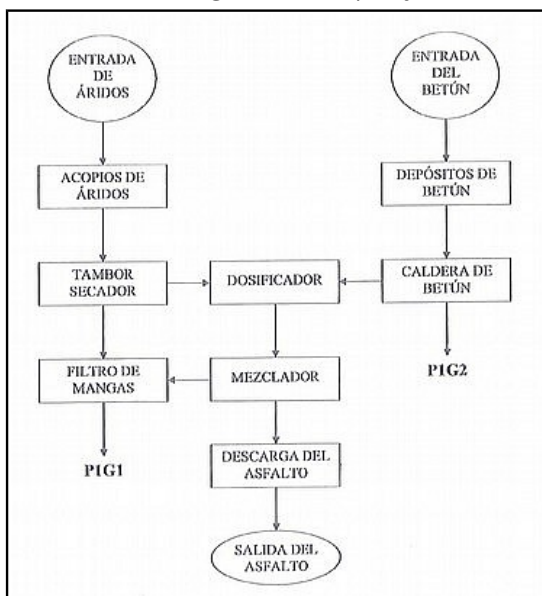 ENTRADA
DE
ÁRIDOS
ENTRADA
DEL
BETÚN
ACOPIOS DE
ÁRIDOS
DEPÓSITOS DE
BETÚN
TAMBOR
SECADOR
DOSIFICADOR
CALDERA DE
BETÚN
FILTRO DE
MANGAS
MEZCLADOR
P1G2
P1G1
DESCARGA DEL
ASFALTO
SALIDA DEL
ASFALTO